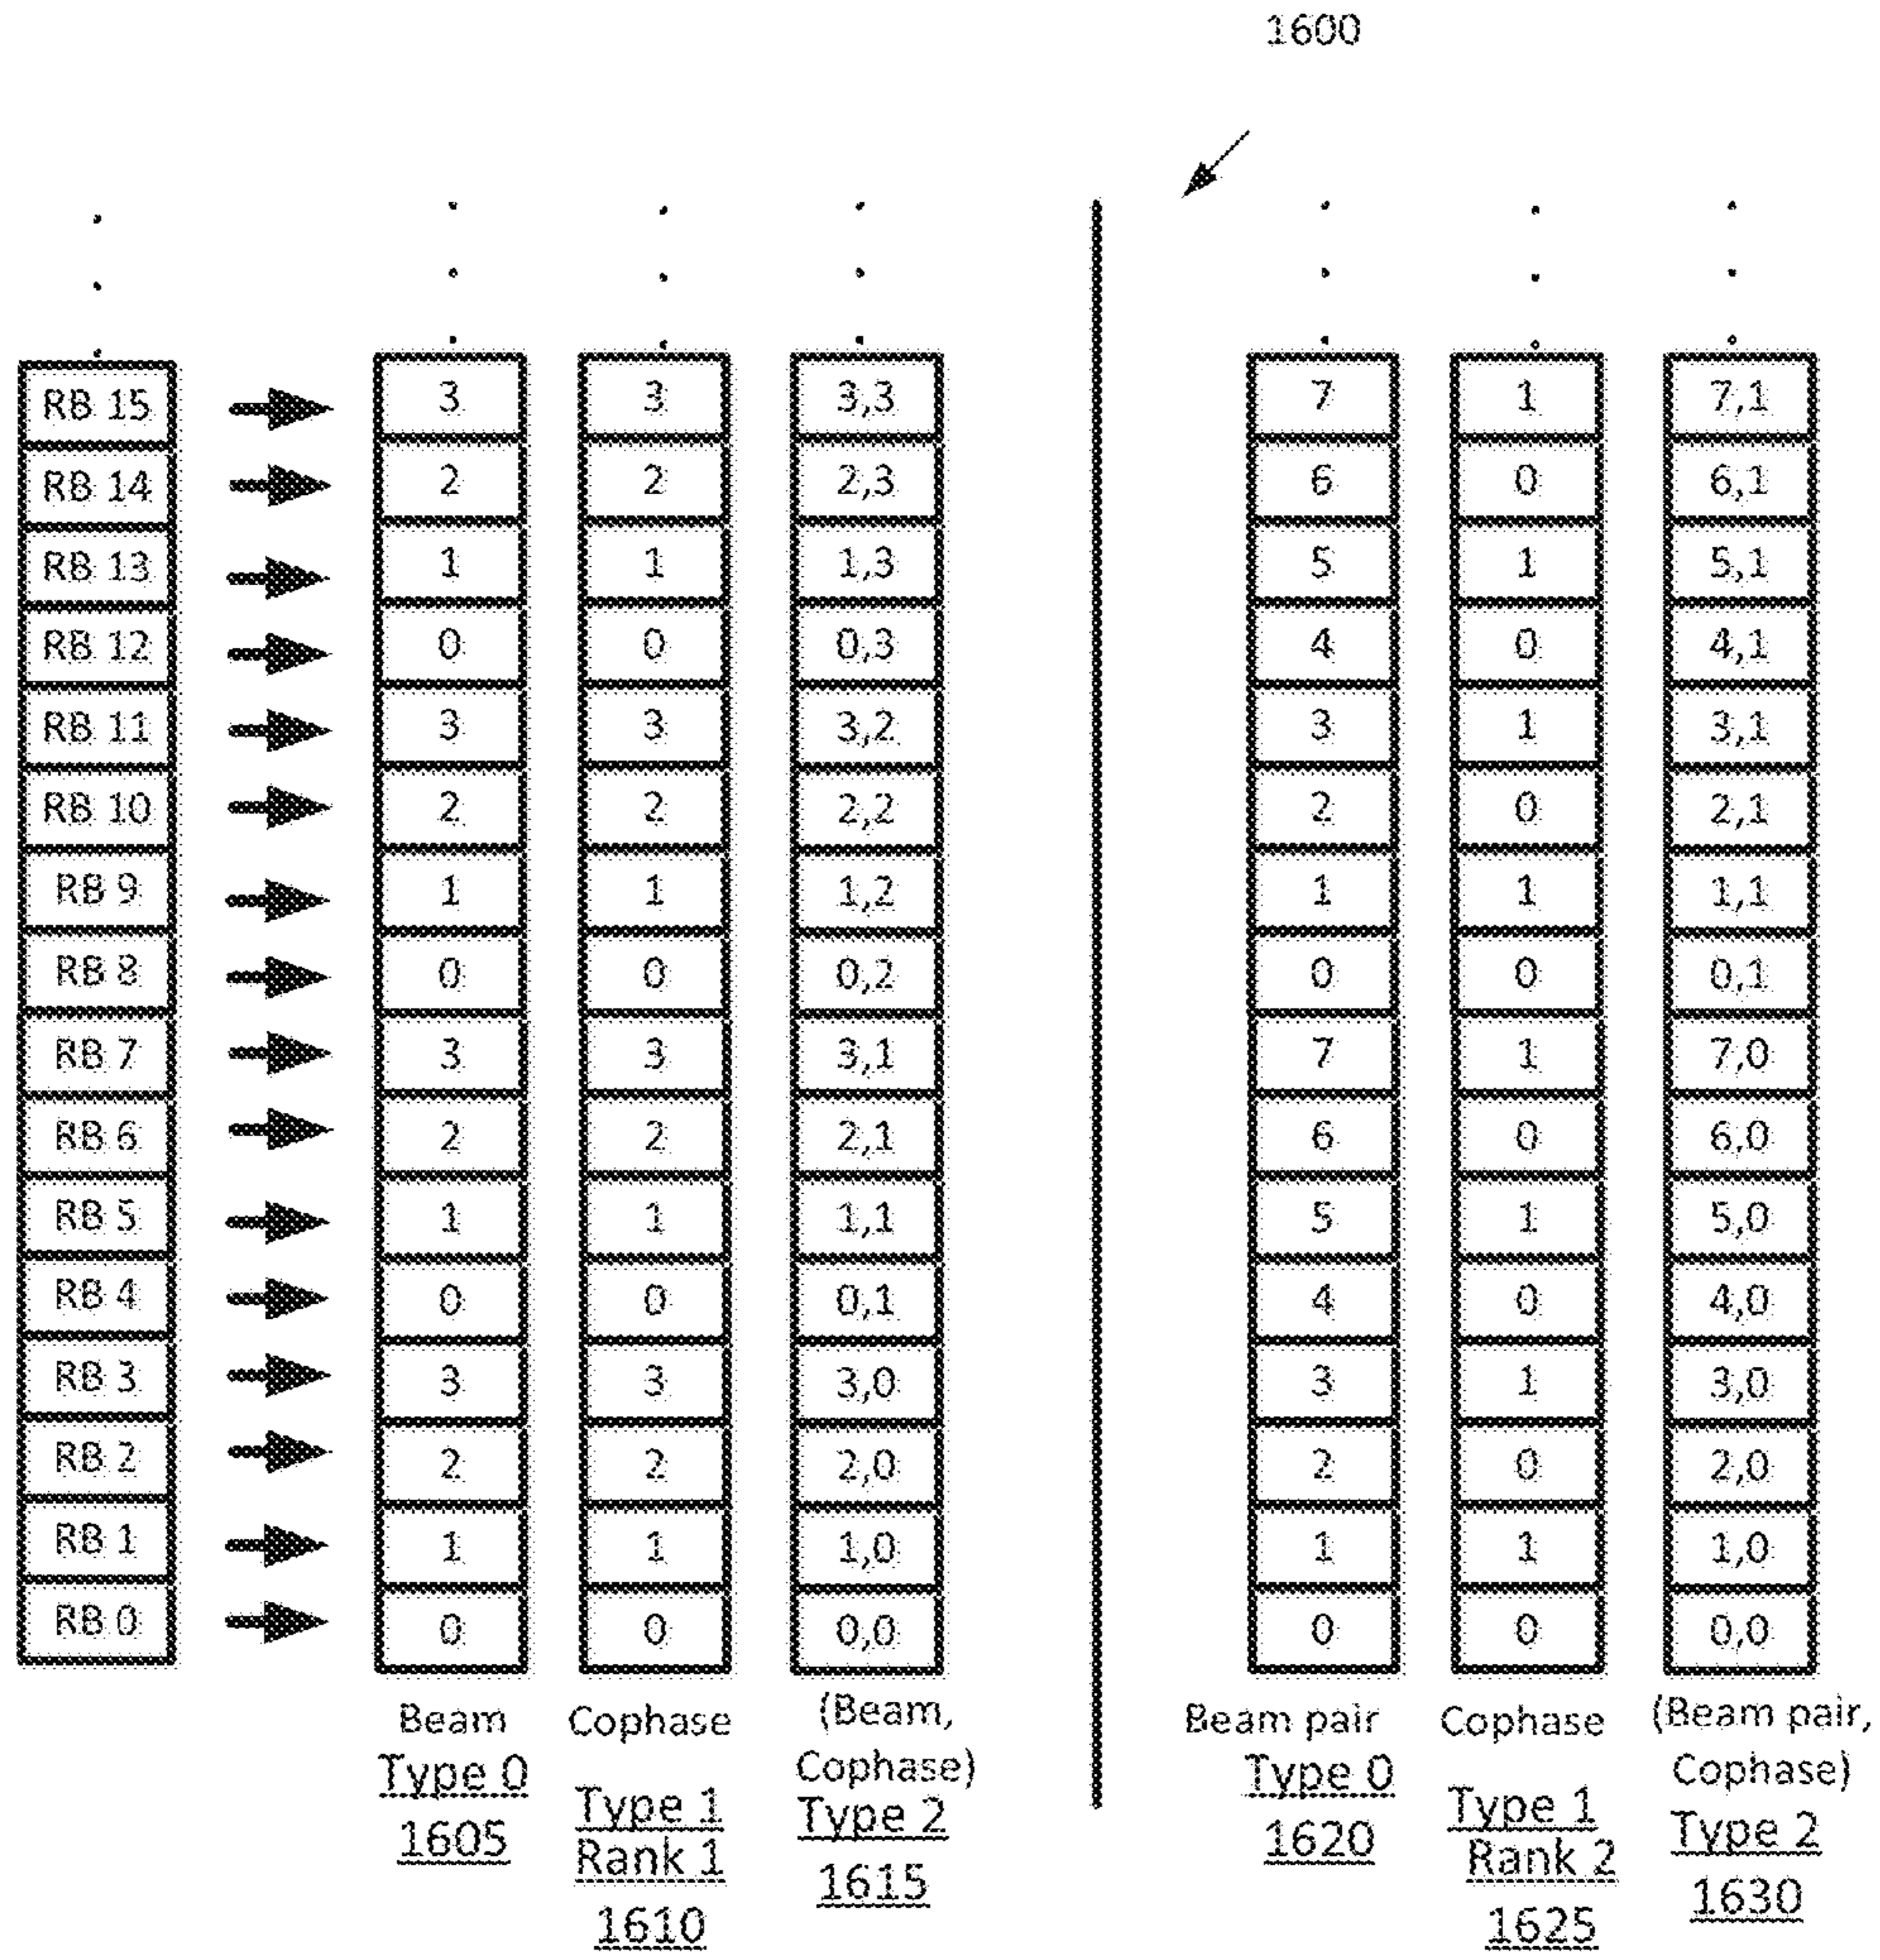 1600
RB 15 3 3 3,3 7 1 7,1
RB 14 2 2 2,3 6 0 6,1
RB 13 1 1 1,3 5 1 5,1
RB 12 0 0 0,3 4 0 4,1
RB 11 3 3 3,2 3 1 3,1
RB 10 2 2 2,2 2 0 2,1
RB 9 1 1 1,2 1 1 1,1
RB 8 0 0 0,2 0 0 0,1
RB 7 3 3 3,1 7 1 7,0
RB 6 2 2 2,1 6 0 6,0
RB 5 1 1 1,1 5 1 5,0
RB 4 0 0 0,1 4 0 4,0
RB 3 3 3 3,0 3 1 3,0
RB 2 2 2 2,0 2 0 2,0
RB 1 1 1 1,0 1 1 1,0
RB 0 0 0 0,0 0 0 0,0
Beam
Type 0
1605
Cophase
Type 1
Rank 1
1610
(Beam,
Cophase)
Type 2
1615
Beam pair
Type 0
1620
Cophase
Type 1
Rank 2
1625
(Beam pair,
Cophase)
Type 2
1630